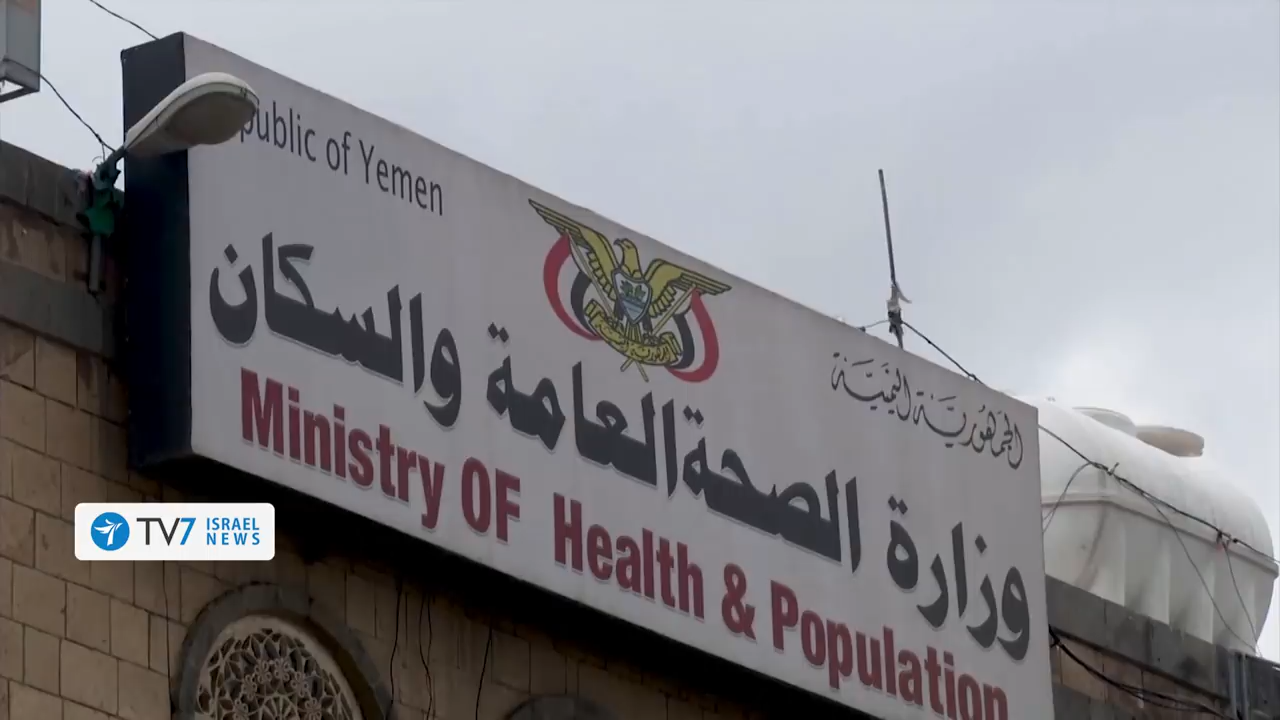 public of Yemen
الجمهورية اليمنية
وزارة الصحة العامة والسكان
Ministry OF Health & Population
TV7 ISRAEL NEWS